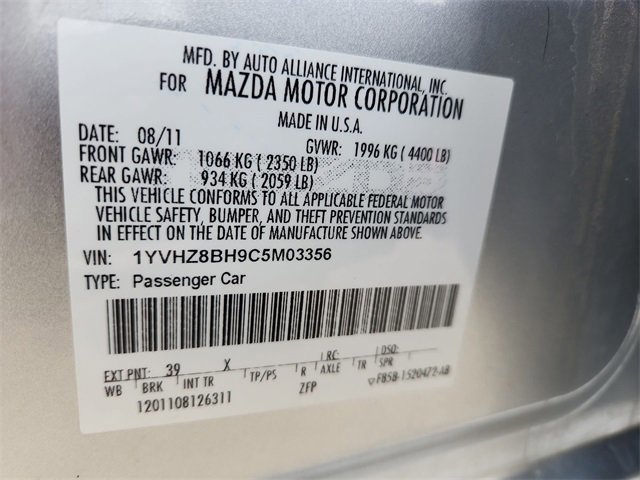 MFD. BY AUTO ALLIANCE INTERNATIONAL, INC.
FOR MAZDA MOTOR CORPORATION
MADE IN U.S.A.
DATE: 08/11 GVWR: 1996 KG ( 4400 LB)
FRONT GAWR: 1066 KG ( 2350 LB)
REAR GAWR: 934 KG ( 2059 LB)
THIS VEHICLE CONFORMS TO ALL APPLICABLE FEDERAL MOTOR
VEHICLE SAFETY, BUMPER, AND THEFT PREVENTION STANDARDS
IN EFFECT ON THE DATE OF MANUFACTURE SHOWN ABOVE.
VIN: 1YVHZ8BH9C5M03356
TYPE: Passenger Car
EXT PNT: 39 X RC: DSO:
WB BRK INT TR TP/PS R AXLE TR SPR
1201108126311 ZFP F85B-1520472-AB